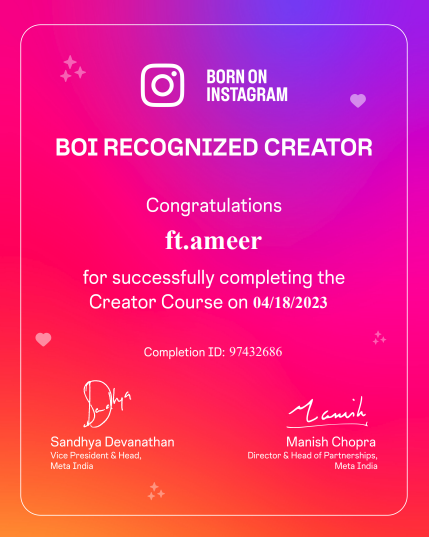 BORN ON
INSTAGRAM
BOI RECOGNIZED CREATOR
Congratulations
ft.ameer
for successfully completing the
Creator Course on 04/18/2023
Completion ID: 97432686
Sandhya
Manish
Sandhya Devanathan
Vice President & Head,
Meta India
Manish Chopra
Director & Head of Partnerships,
Meta India